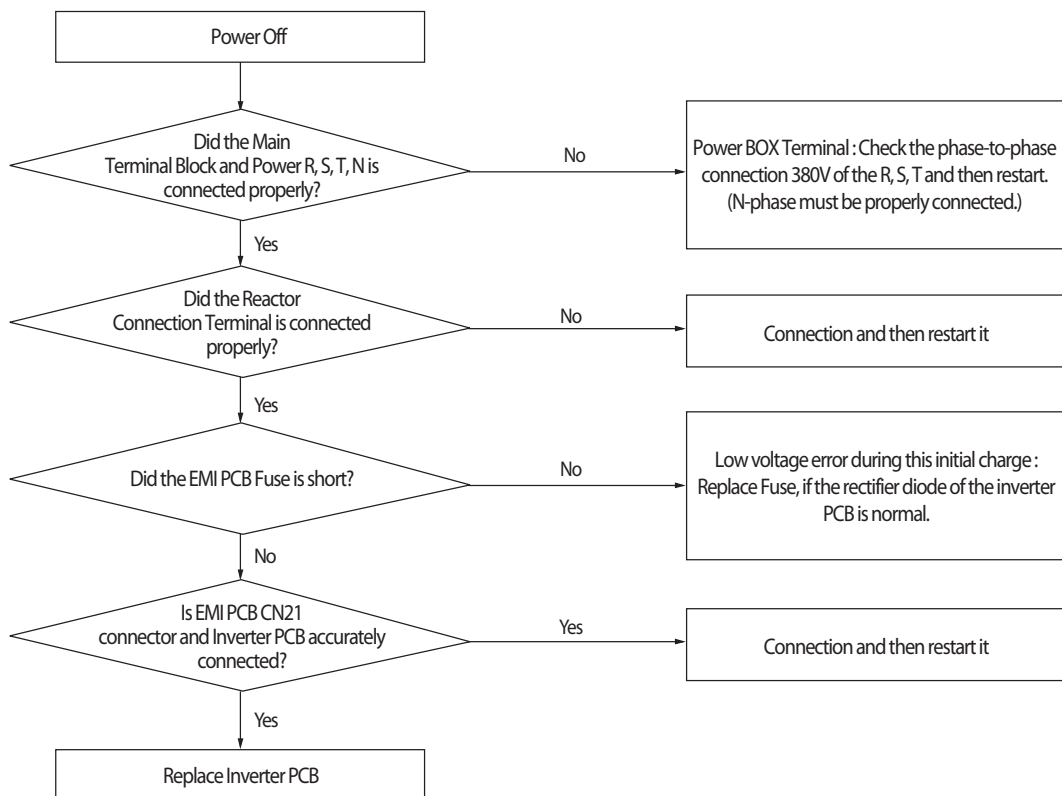 Power Off
Did the Main
Terminal Block and Power R, S, T, N is
connected properly?
No
Power BOX Terminal : Check the phase-to-phase
connection 380V of the R, S, T and then restart.
(N-phase must be properly connected.)
Yes
Did the Reactor
Connection Terminal is connected
properly?
No
Connection and then restart it
Yes
Did the EMI PCB Fuse is short?
No
Low voltage error during this initial charge :
Replace Fuse, if the rectifier diode of the inverter
PCB is normal.
No
Is EMI PCB CN21
connector and Inverter PCB accurately
connected?
Yes
Connection and then restart it
Yes
Replace Inverter PCB